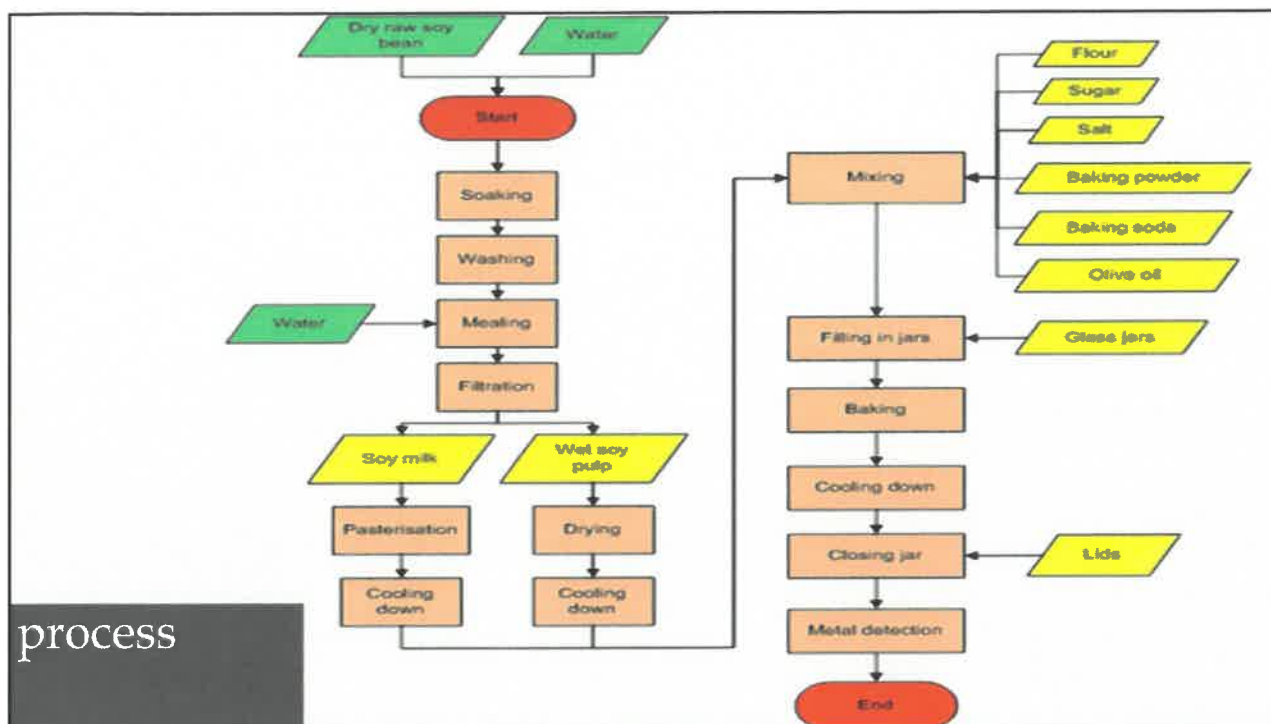 Dry raw soy
bean
Water
Start
Soaking
Washing
Water
Mealing
Filtration
Soy milk
Wet soy
pulp
Pasterisation
Drying
Cooling
down
Cooling
down
Flour
Sugar
Salt
Mixing
Baking powder
Baking soda
Olive oil
Filling in jars
Glass jars
Baking
Cooling down
Closing jar
Lids
Metal detection
End
process